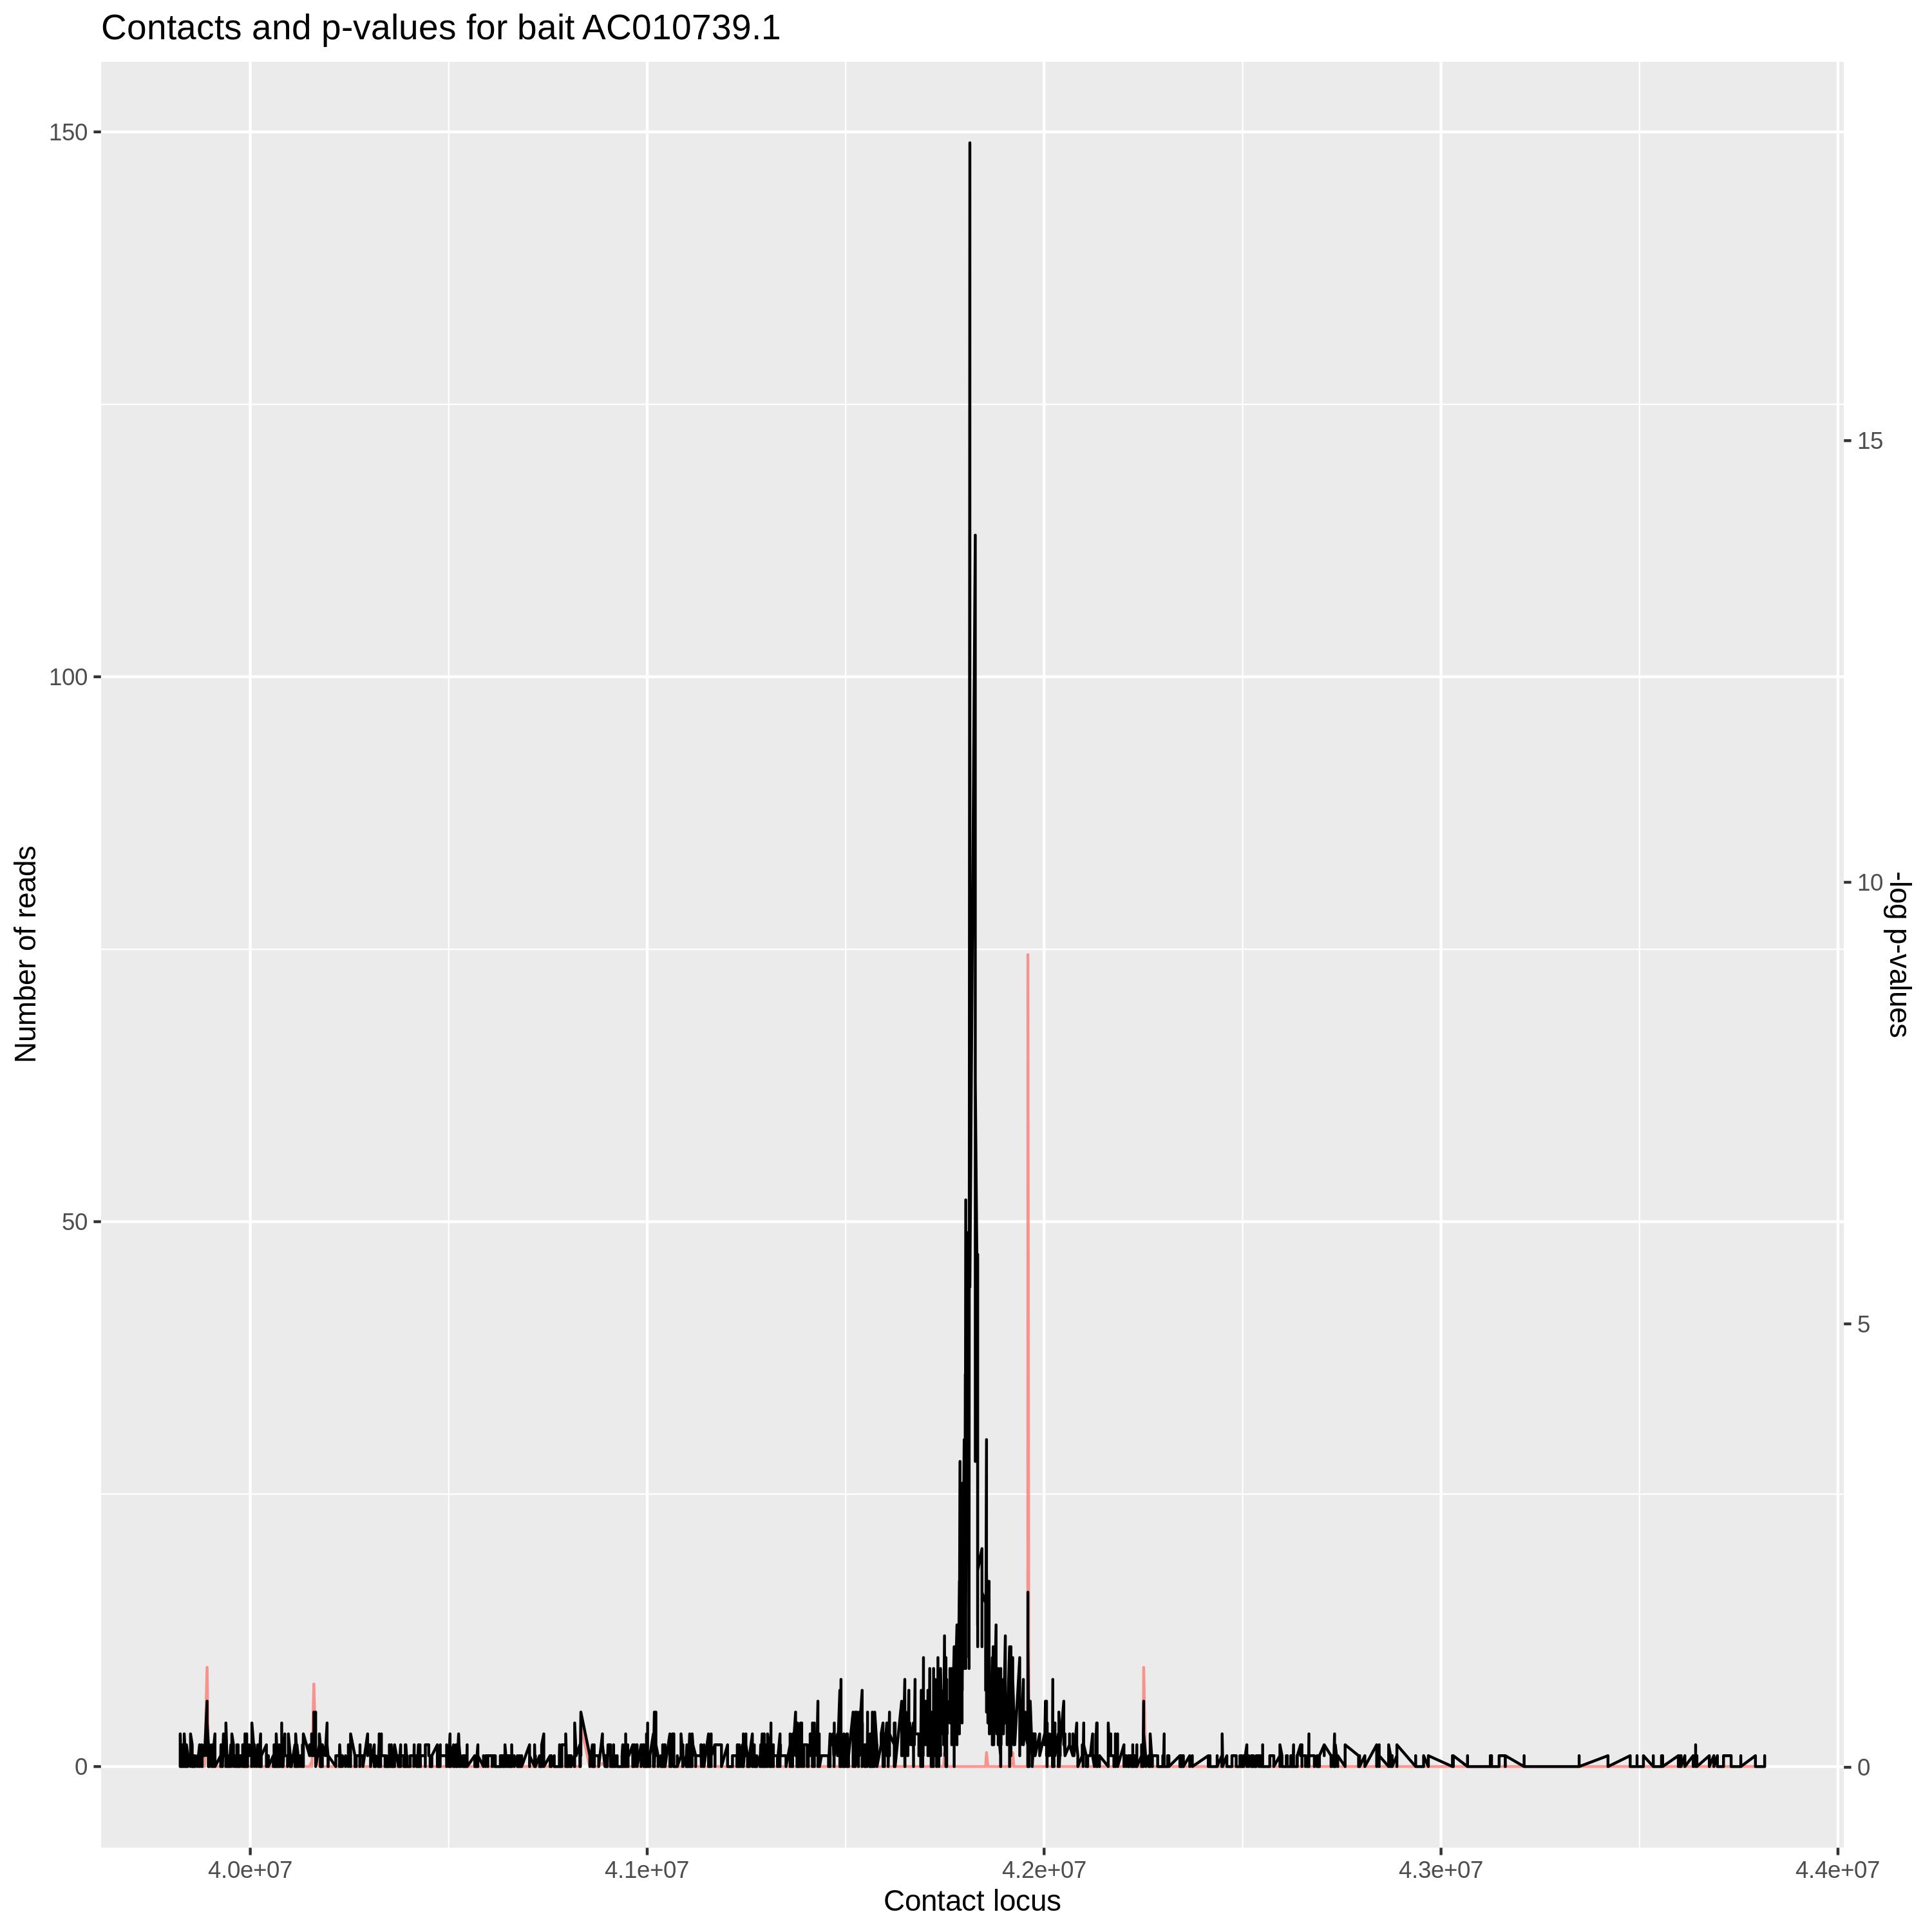 Contacts and p-values for bait AC010739.1
150
100
50
0
Number of reads
15
10
5
0
-log p-values
4.0e+07
4.1e+07
4.2e+07
4.3e+07
4.4e+07
Contact locus